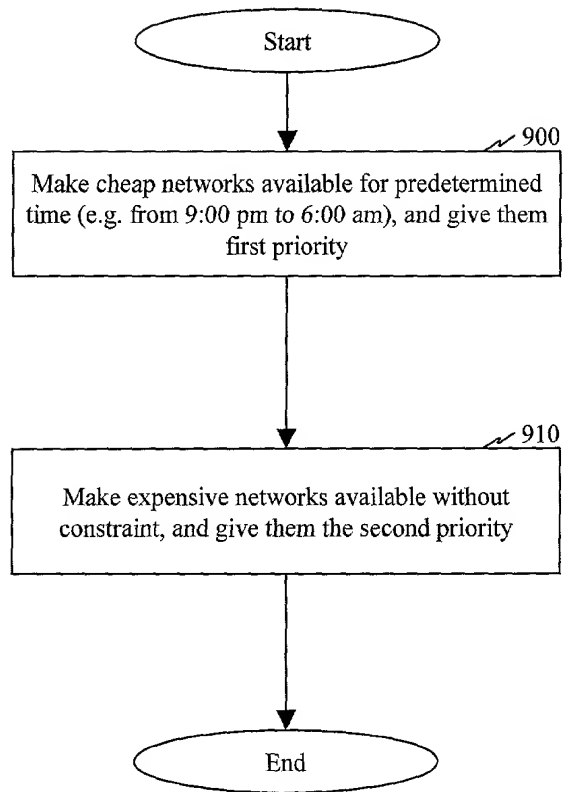 Start
900
Make cheap networks available for predetermined
time (e.g. from 9:00 pm to 6:00 am), and give them
first priority
910
Make expensive networks available without
constraint, and give them the second priority
End